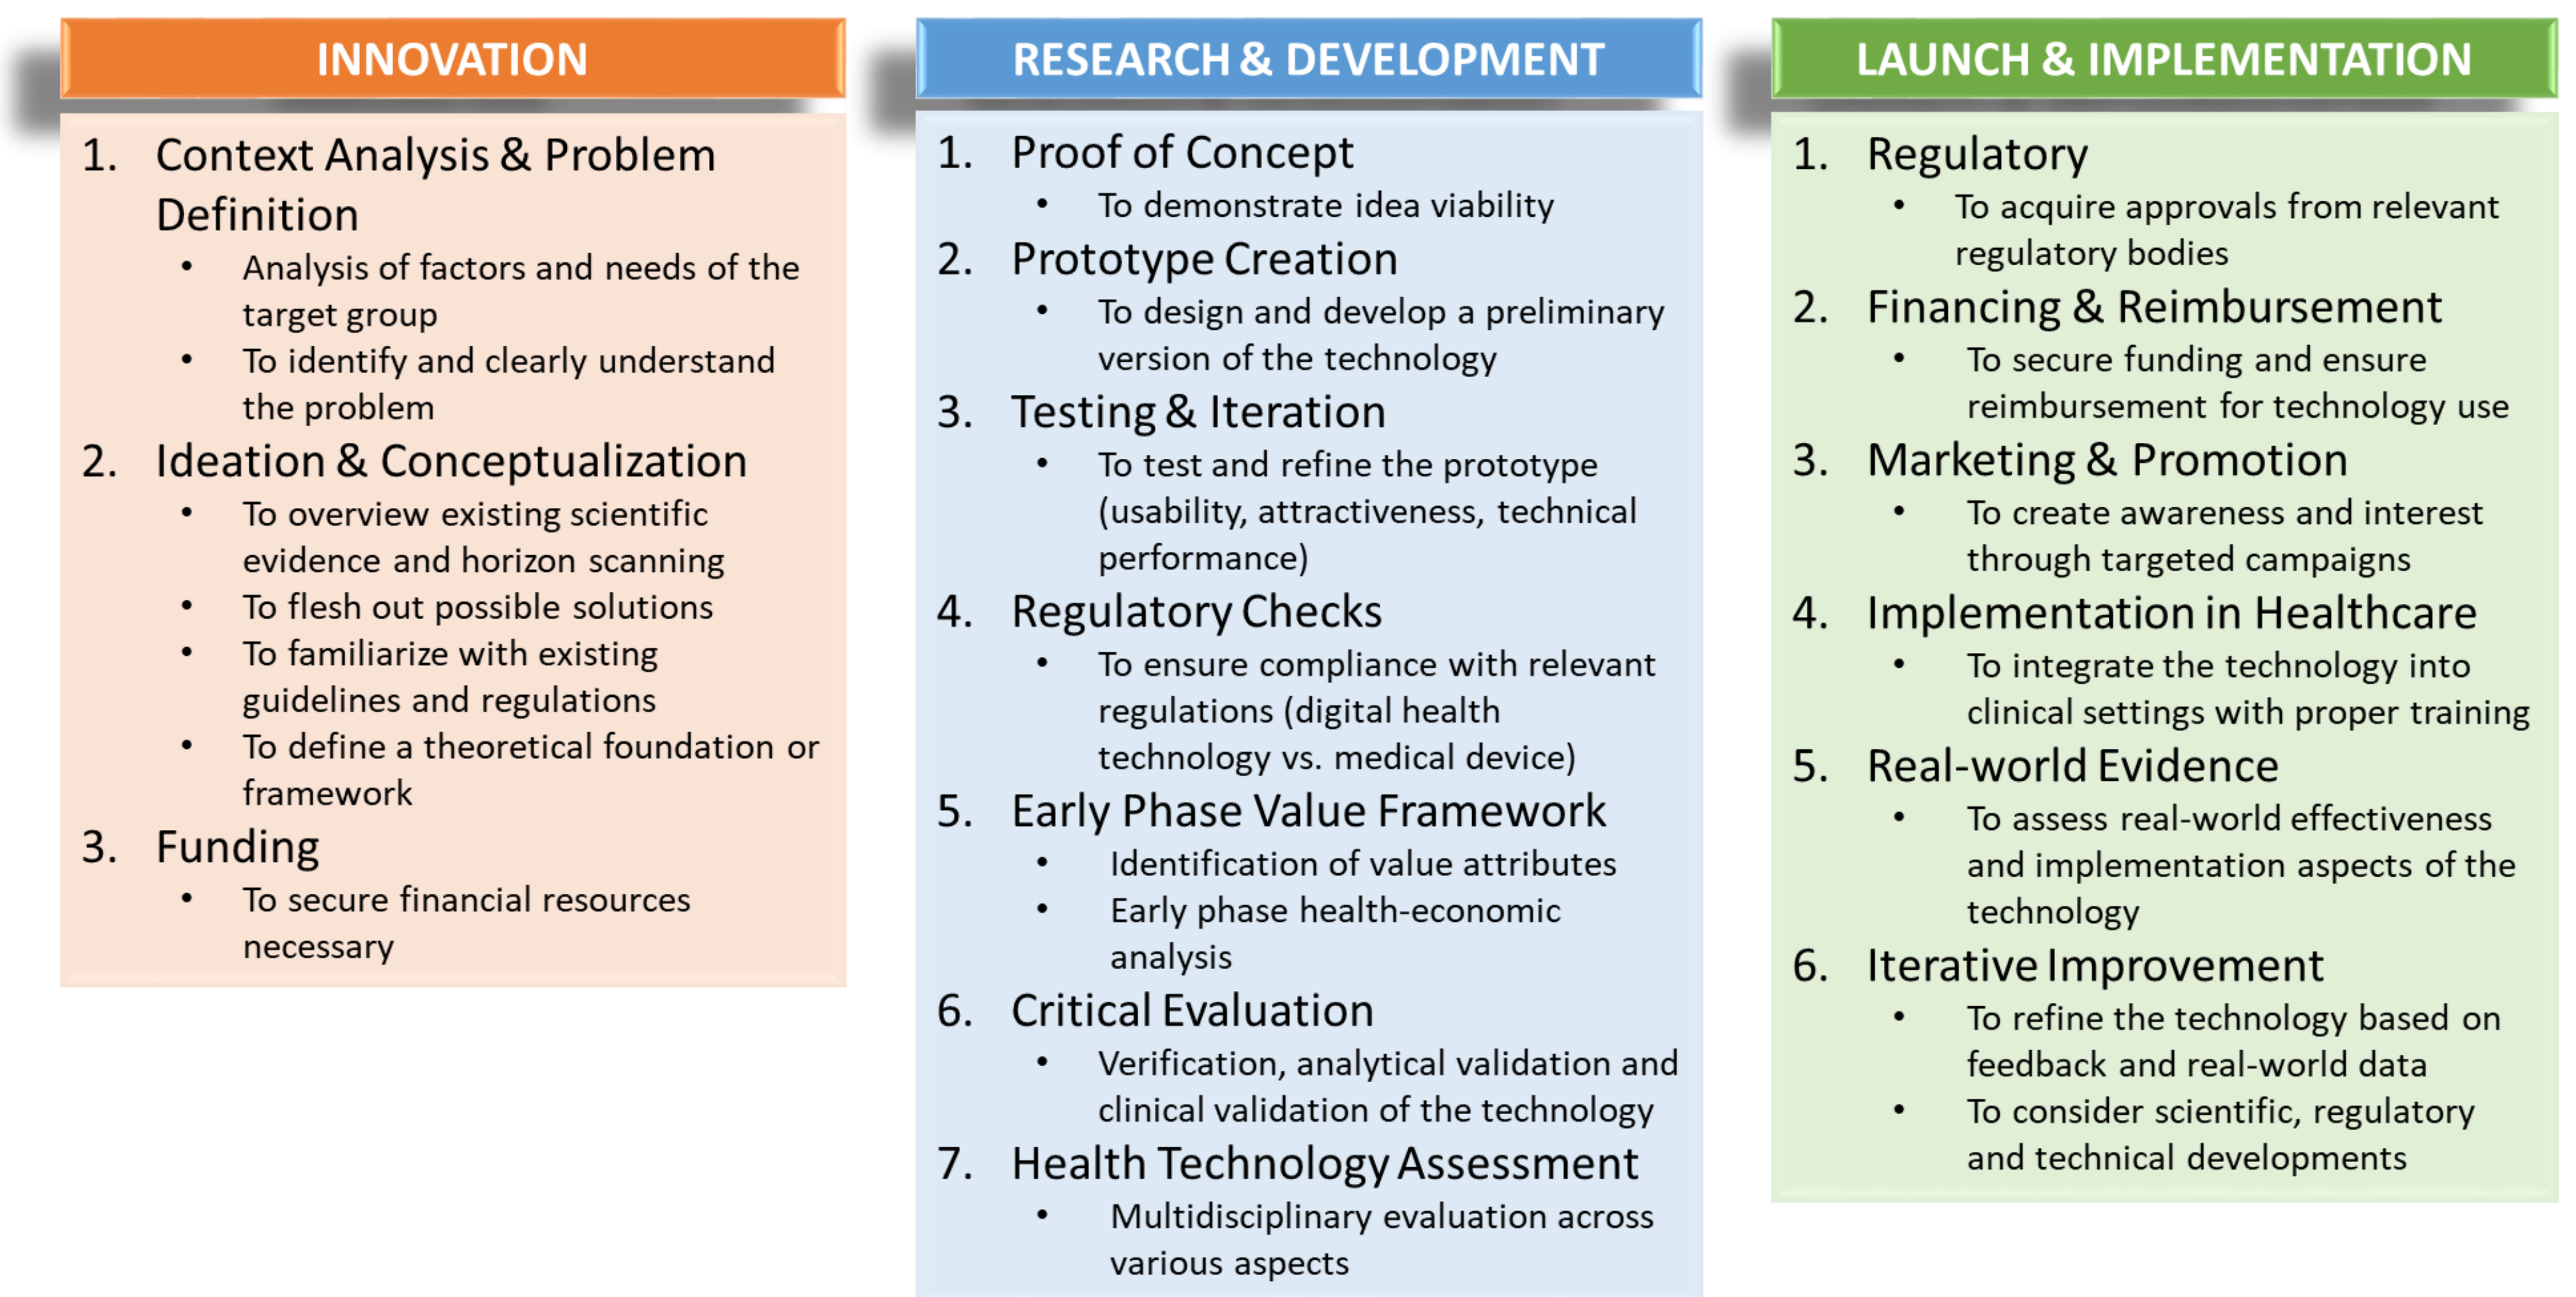 INNOVATION
1. Context Analysis & Problem
Definition
• Analysis of factors and needs of the
target group
• To identify and clearly understand
the problem
2. Ideation & Conceptualization
• To overview existing scientific
evidence and horizon scanning
• To flesh out possible solutions
• To familiarize with existing
guidelines and regulations
• To define a theoretical foundation or
framework
3. Funding
• To secure financial resources
necessary
RESEARCH & DEVELOPMENT
1. Proof of Concept
• To demonstrate idea viability
2. Prototype Creation
• To design and develop a preliminary
version of the technology
3. Testing & Iteration
• To test and refine the prototype
(usability, attractiveness, technical
performance)
4. Regulatory Checks
• To ensure compliance with relevant
regulations (digital health
technology vs. medical device)
5. Early Phase Value Framework
• Identification of value attributes
• Early phase health-economic
analysis
6. Critical Evaluation
• Verification, analytical validation and
clinical validation of the technology
7. Health Technology Assessment
• Multidisciplinary evaluation across
various aspects
LAUNCH & IMPLEMENTATION
1. Regulatory
• To acquire approvals from relevant
regulatory bodies
2. Financing & Reimbursement
• To secure funding and ensure
reimbursement for technology use
3. Marketing & Promotion
• To create awareness and interest
through targeted campaigns
4. Implementation in Healthcare
• To integrate the technology into
clinical settings with proper training
5. Real-world Evidence
• To assess real-world effectiveness
and implementation aspects of the
technology
6. Iterative Improvement
• To refine the technology based on
feedback and real-world data
• To consider scientific, regulatory
and technical developments